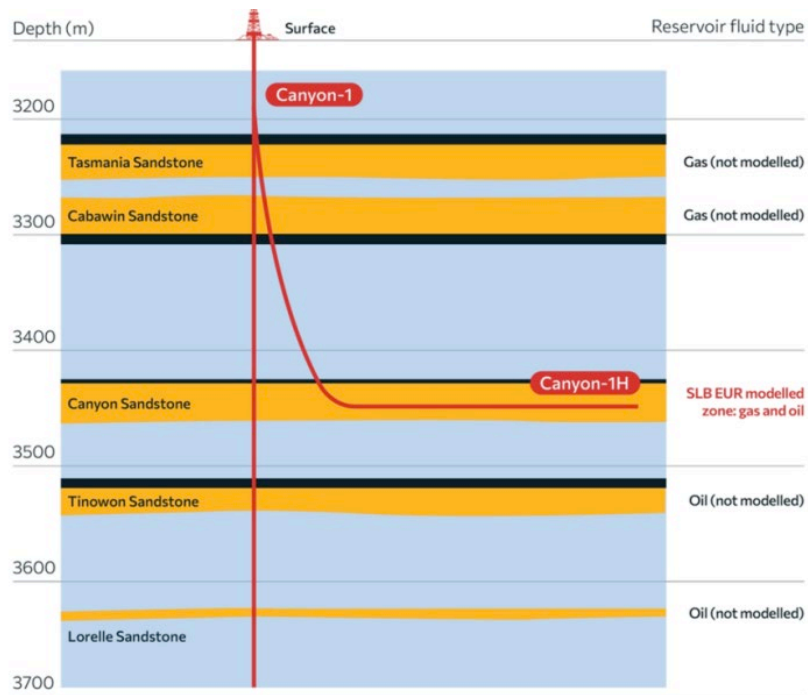 Depth (m)
Surface
Reservoir fluid type
Canyon-1
3200
Tasmania Sandstone
Gas (not modelled)
Cabawin Sandstone
Gas (not modelled)
3300
3400
Canyon-1H
SLB EUR modelled
zone: gas and oil
Canyon Sandstone
3500
Tinowon Sandstone
Oil (not modelled)
3600
Oil (not modelled)
Lorelle Sandstone
3700